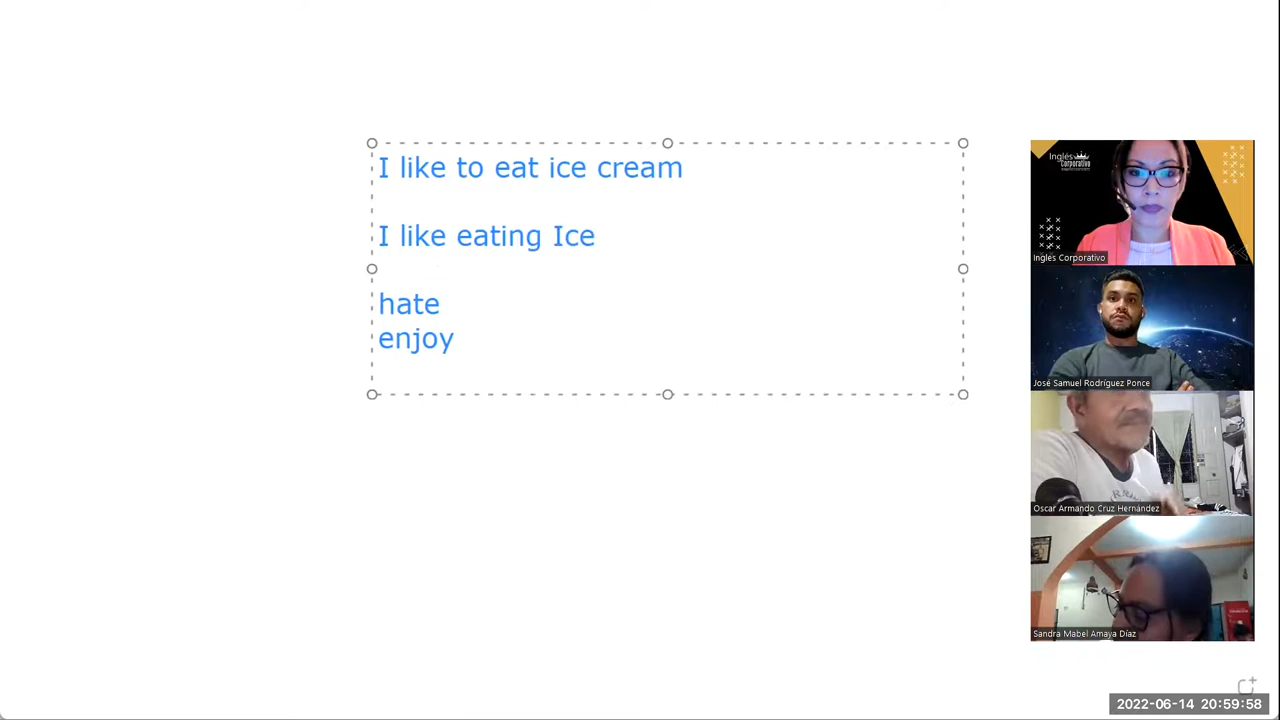 I like to eat ice cream
I like eating Ice
hate
enjoy
Inglés
Corporativo
Inglés Corporativo
José Samuel Rodríguez Ponce
Oscar Armando Cruz Hernández
Sandra Mabel Amaya Díaz
2022-06-14 20:59:58